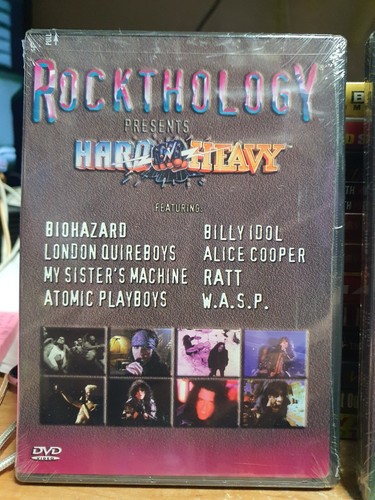 ROCKTHOLOGY
PRESENTS
HARD N HEAVY
FEATURING:
BIOHAZARD
LONDON QUIREBOYS
MY SISTER'S MACHINE
ATOMIC PLAYBOYS
BILLY IDOL
ALICE COOPER
RATT
W.A.S.P.
DVD
VIDEO